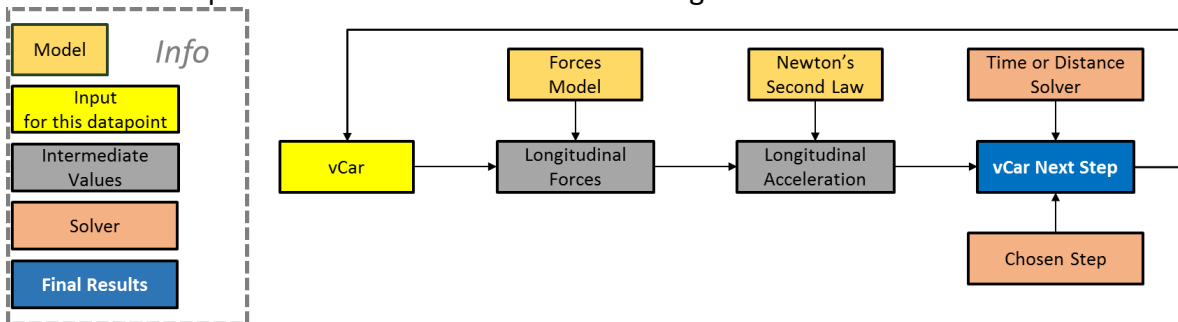 Info
Model
Input
for this datapoint
Intermediate
Values
Solver
Final Results
Forces
Model
Newton's
Second Law
Time or Distance
Solver
vCar
Longitudinal
Forces
Longitudinal
Acceleration
vCar Next Step
Chosen Step